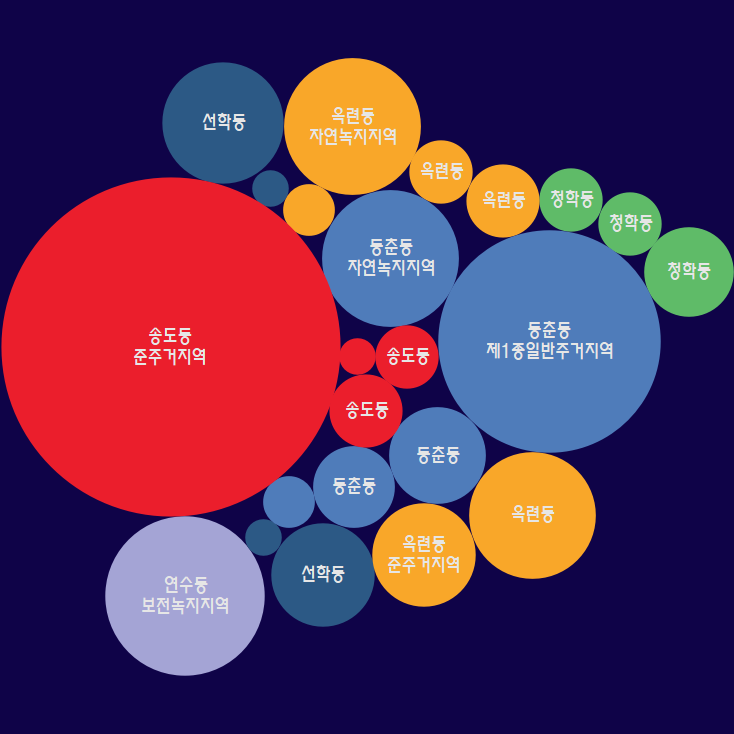 선학동
옥련동
자연녹지지역
옥련동
옥련동
청학동
청학동
청학동
동춘동
자연녹지지역
송도동
준주거지역
송도동
동춘동
제1종일반주거지역
송도동
동춘동
동춘동
옥련동
옥련동
준주거지역
선학동
연수동
보전녹지지역